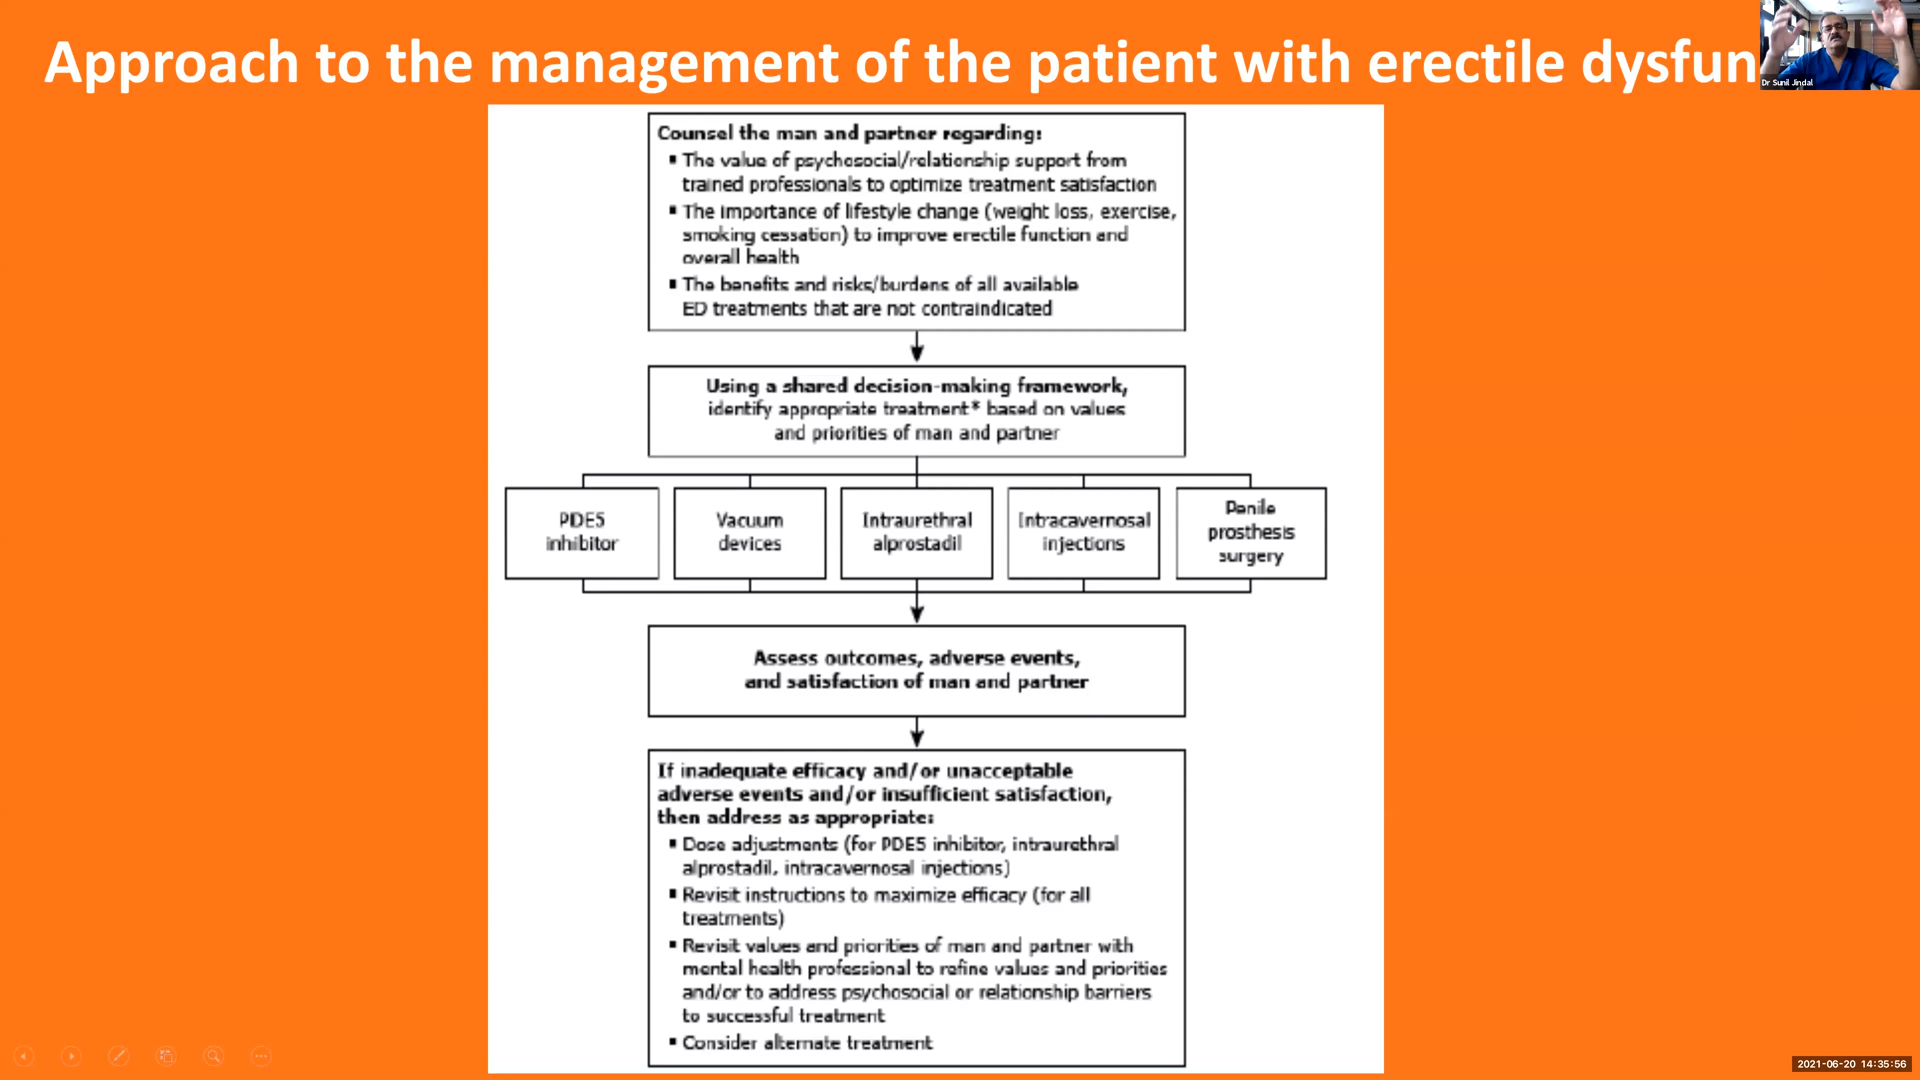 Approach to the management of the patient with erectile dysfun
Dr Sunil Jindal
Counsel the man and partner regarding:
▪ The value of psychosocial/relationship support from
trained professionals to optimize treatment satisfaction
▪ The importance of lifestyle change (weight loss, exercise,
smoking cessation) to improve erectile function and
overall health
▪ The benefits and risks/burdens of all available
ED treatments that are not contraindicated
Using a shared decision-making framework,
identify appropriate treatment* based on values
and priorities of man and partner
PDE5
inhibitor
Vacuum
devices
Intraurethral
alprostadil
Intracavernosal
injections
Penile
prosthesis
surgery
Assess outcomes, adverse events,
and satisfaction of man and partner
If inadequate efficacy and/or unacceptable
adverse events and/or insufficient satisfaction,
then address as appropriate:
▪ Dose adjustments (for PDE5 inhibitor, intraurethral
alprostadil, intracavernosal injections)
▪ Revisit instructions to maximize efficacy (for all
treatments)
▪ Revisit values and priorities of man and partner with
mental health professional to refine values and priorities
and/or to address psychosocial or relationship barriers
to successful treatment
▪ Consider alternate treatment
2021-06-20 14:35:56